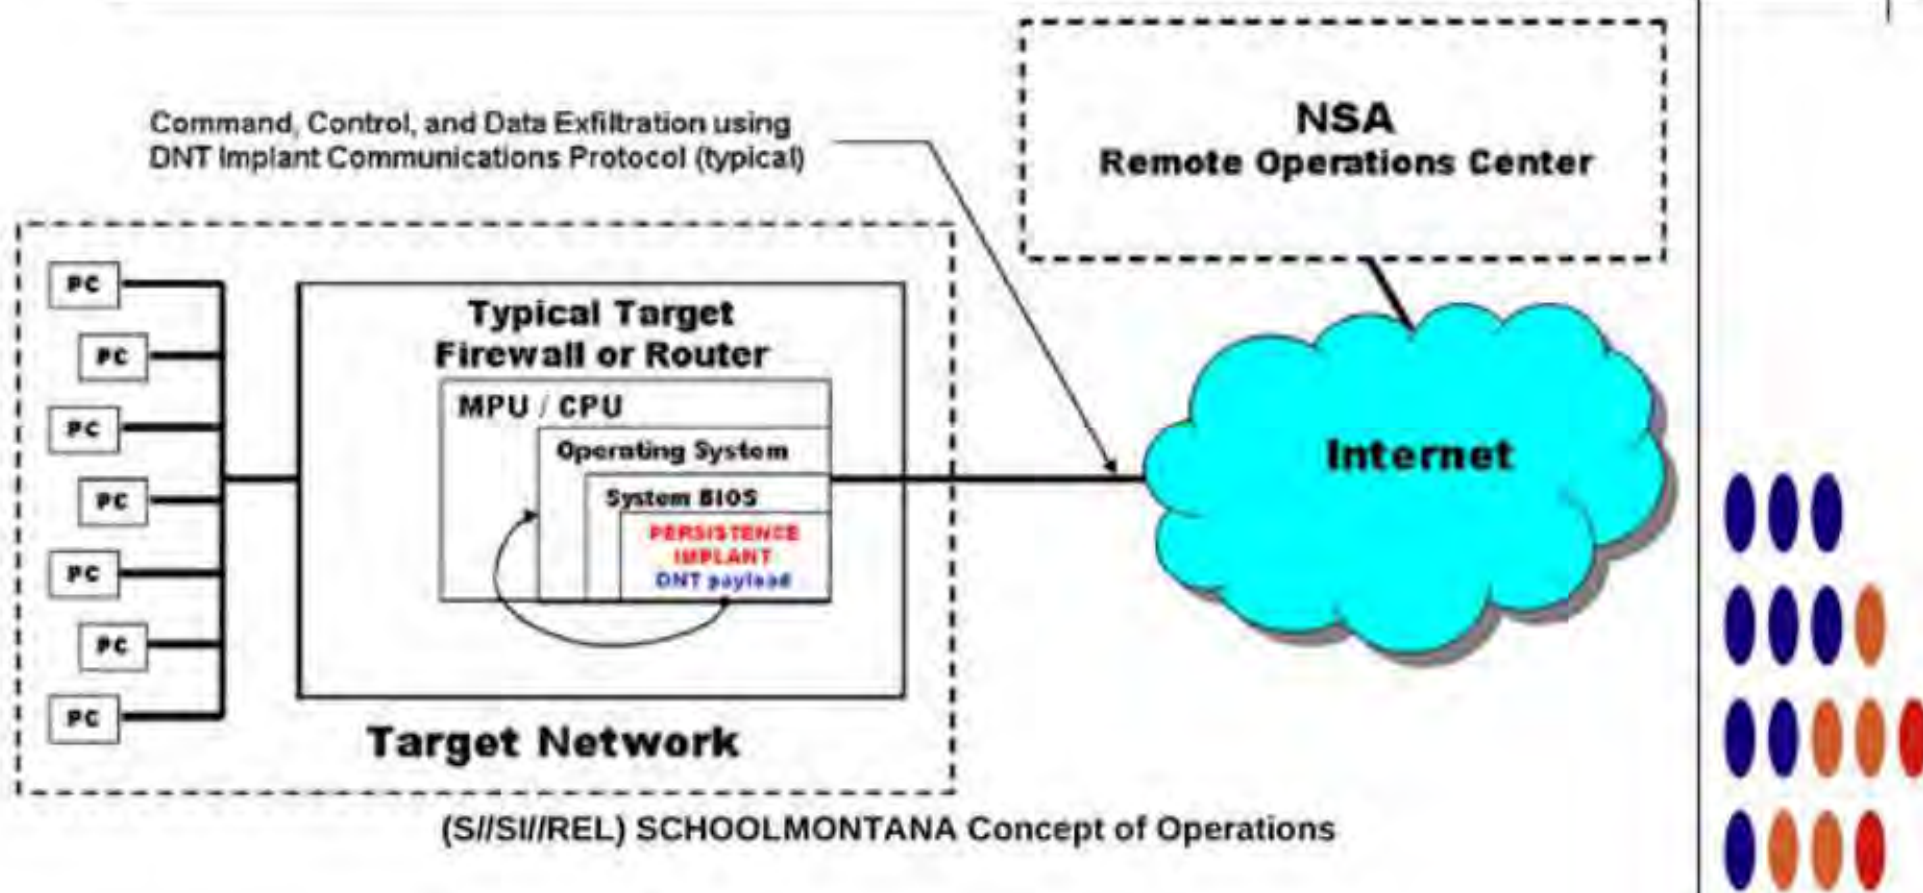 Command, Control, and Data Exfiltration using
DNT Implant Communications Protocol (typical)
NSA
Remote Operations Center
PC
PC
PC
PC
PC
PC
PC
Typical Target
Firewall or Router
MPU / CPU
Operating System
System BIOS
PERSISTENCE
IMPLANT
DNT payload
Internet
Target Network
(S//SI//REL) SCHOOLMONTANA Concept of Operations